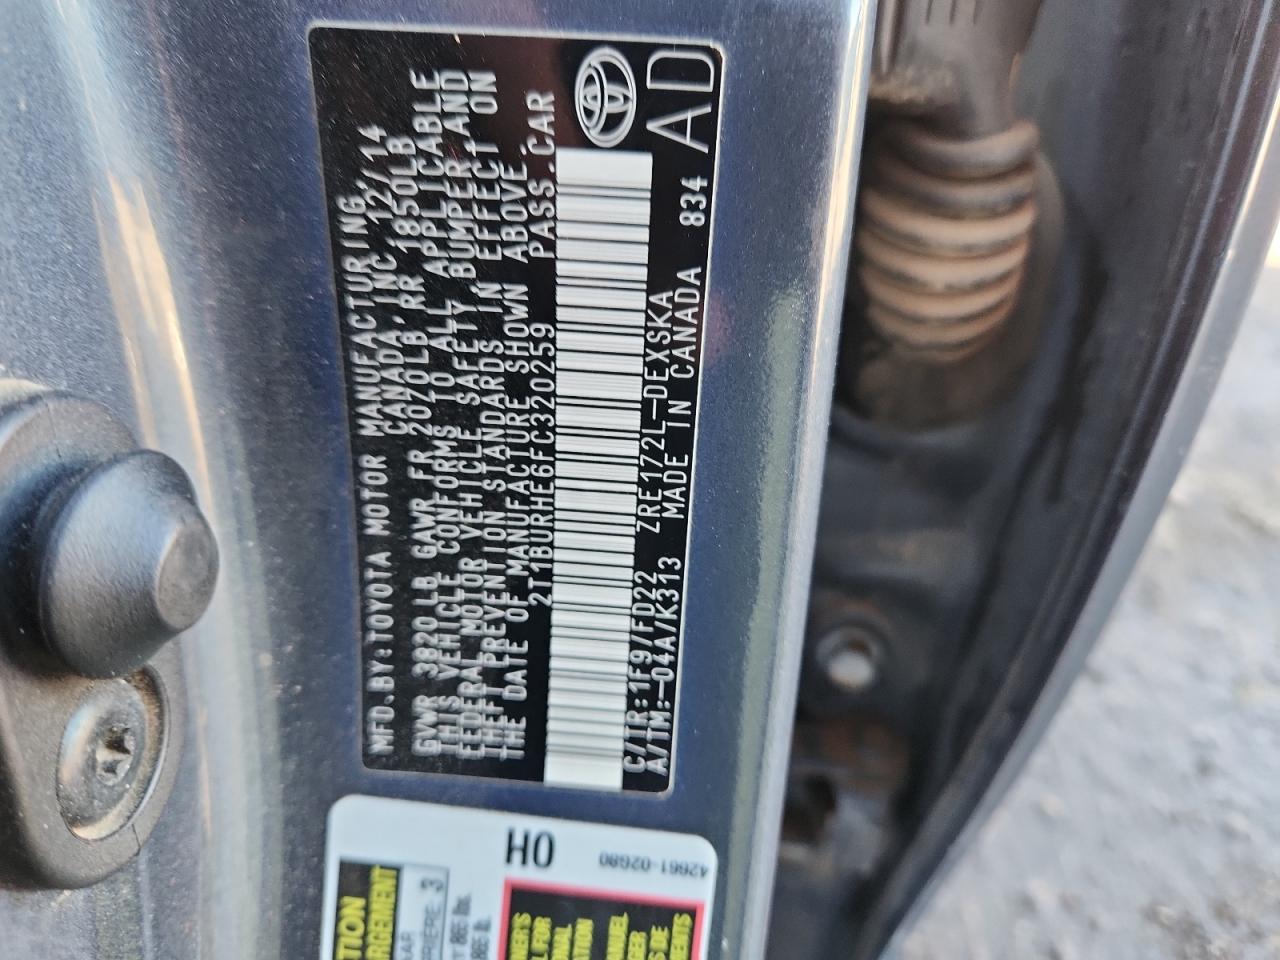 MFD.BY:TOYOTA MOTOR MANUFACTURING
CANADA,INC. 12/14
GVWR 3820LB GAWR FR 2070LB RR 1850LB
THIS VEHICLE CONFORMS TO ALL APPLICABLE
FEDERAL MOTOR VEHICLE SAFETY,BUMPER,AND
THEFT PREVENTION STANDARDS IN EFFECT ON
THE DATE OF MANUFACTURE SHOWN ABOVE.
2T1BURHE6FC320259 PASS.CAR
C/TR:1F9/FD22 ZRE172L-DEXSKA
A/TM:-04A/K313 MADE IN CANADA 834
AD
HO
42661-02G80
3